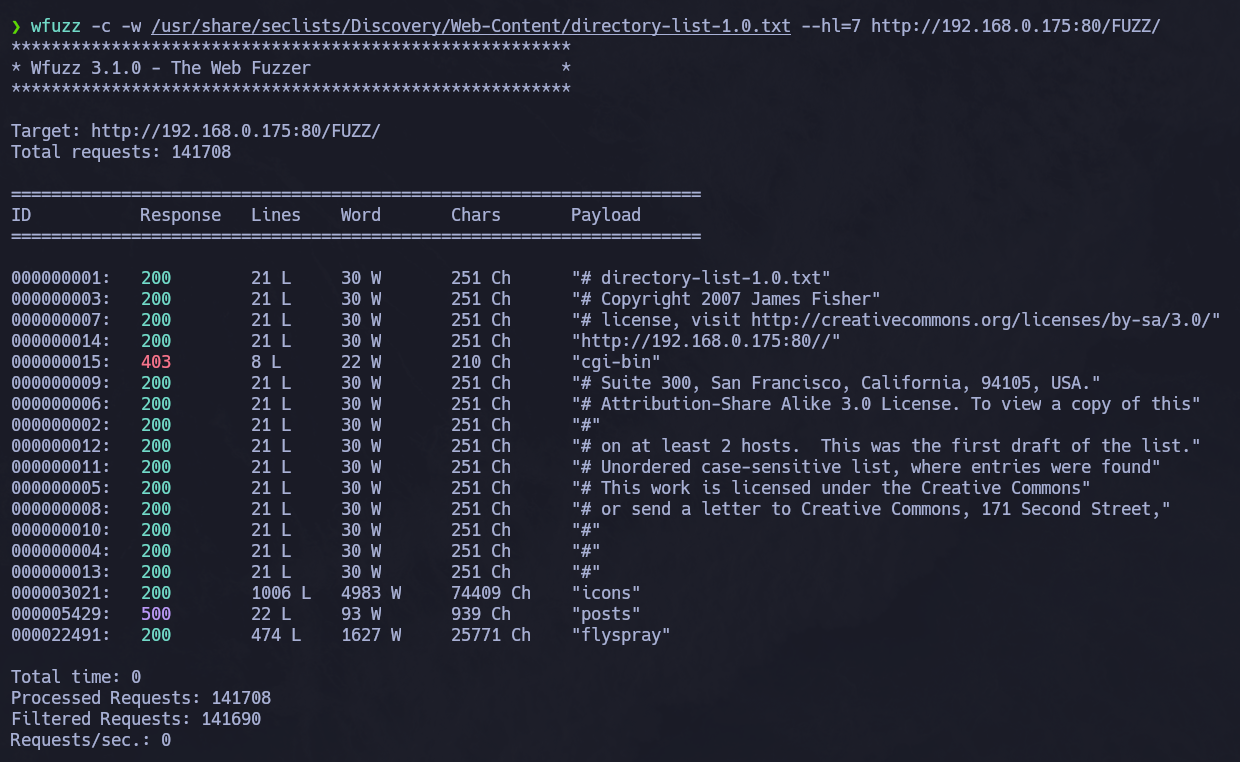 ❯ wfuzz -c -w /usr/share/seclists/Discovery/Web-Content/directory-list-1.0.txt --hl=7 http://192.168.0.175:80/FUZZ/
********************************************************
* Wfuzz 3.1.0 - The Web Fuzzer                         *
********************************************************

Target: http://192.168.0.175:80/FUZZ/
Total requests: 141708

=====================================================================
ID           Response   Lines    Word       Chars       Payload
=====================================================================

000000001:   200        21 L     30 W       251 Ch      "# directory-list-1.0.txt"
000000003:   200        21 L     30 W       251 Ch      "# Copyright 2007 James Fisher"
000000007:   200        21 L     30 W       251 Ch      "# license, visit http://creativecommons.org/licenses/by-sa/3.0/"
000000014:   200        21 L     30 W       251 Ch      "http://192.168.0.175:80//"
000000015:   403        8 L      22 W       210 Ch      "cgi-bin"
000000009:   200        21 L     30 W       251 Ch      "# Suite 300, San Francisco, California, 94105, USA."
000000006:   200        21 L     30 W       251 Ch      "# Attribution-Share Alike 3.0 License. To view a copy of this"
000000002:   200        21 L     30 W       251 Ch      "#"
000000012:   200        21 L     30 W       251 Ch      "# on at least 2 hosts.  This was the first draft of the list."
000000011:   200        21 L     30 W       251 Ch      "# Unordered case-sensitive list, where entries were found"
000000005:   200        21 L     30 W       251 Ch      "# This work is licensed under the Creative Commons"
000000008:   200        21 L     30 W       251 Ch      "# or send a letter to Creative Commons, 171 Second Street,"
000000010:   200        21 L     30 W       251 Ch      "#"
000000004:   200        21 L     30 W       251 Ch      "#"
000000013:   200        21 L     30 W       251 Ch      "#"
000003021:   200        1006 L   4983 W     74409 Ch    "icons"
000005429:   500        22 L     93 W       939 Ch      "posts"
000022491:   200        474 L    1627 W     25771 Ch    "flyspray"

Total time: 0
Processed Requests: 141708
Filtered Requests: 141690
Requests/sec.: 0